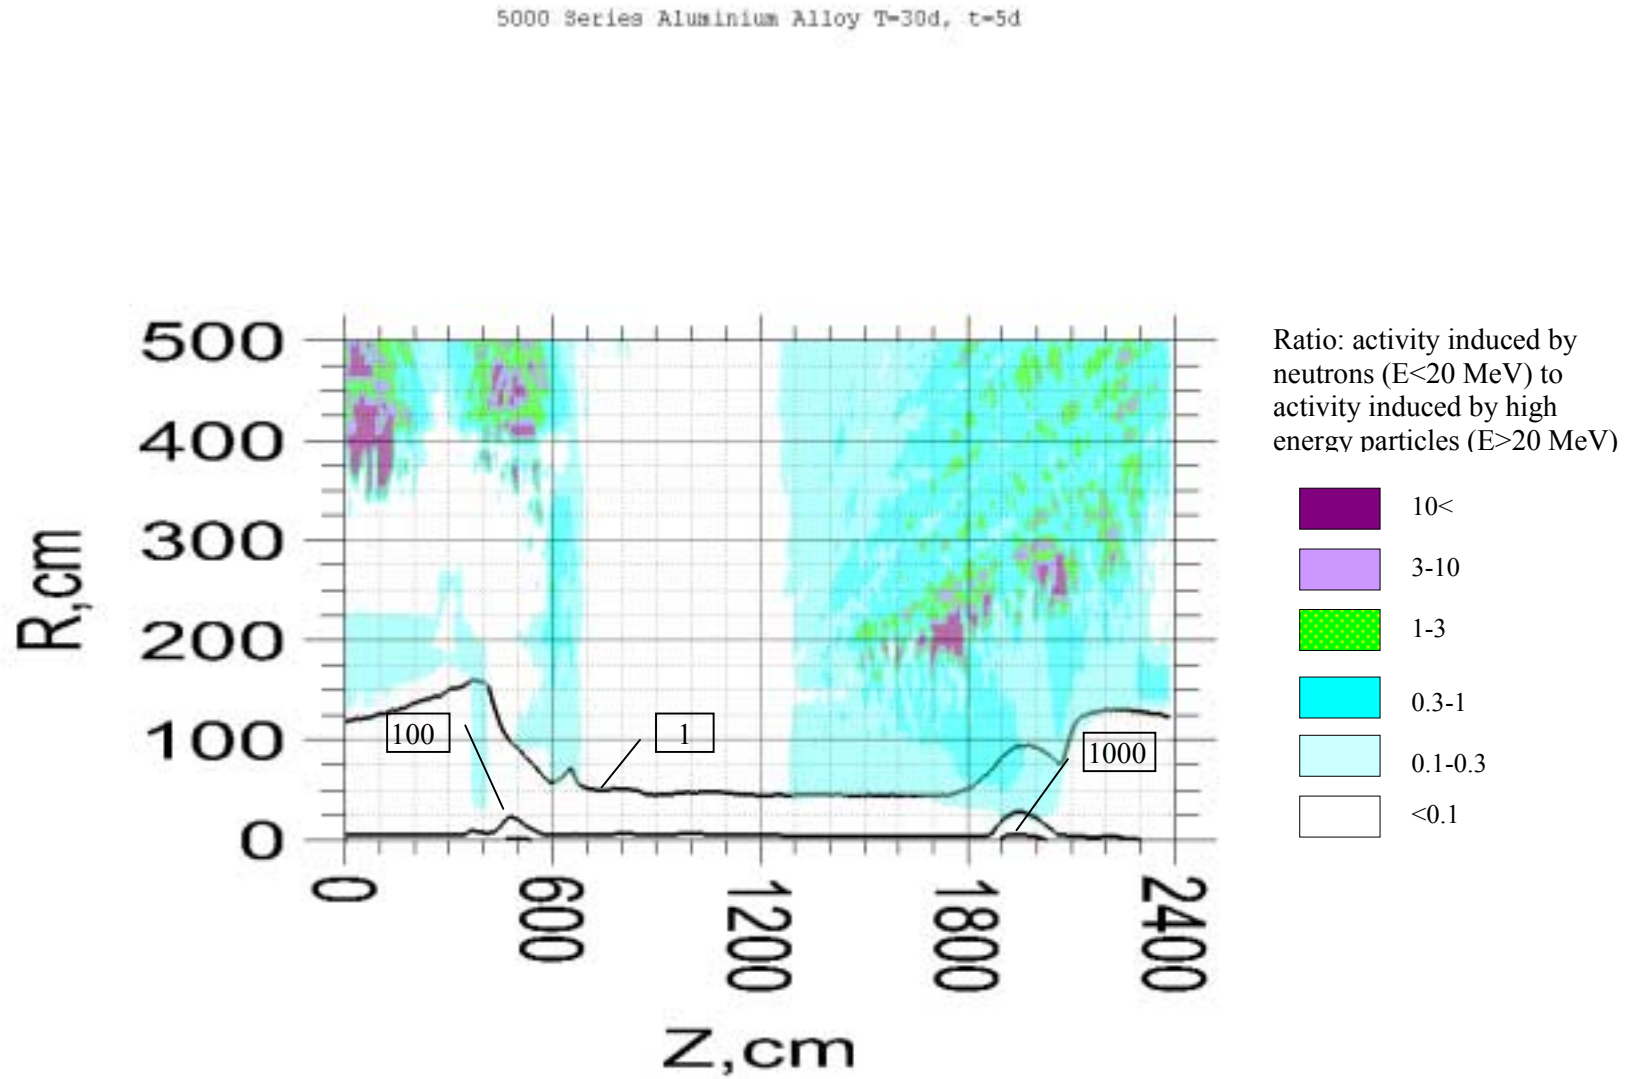 5000 Series Aluminium Alloy T=30d, t=5d
500
400
300
200
100
0
R,cm
100
1
1000
0
600
1200
1800
2400
Z,cm
Ratio: activity induced by
neutrons (E<20 MeV) to
activity induced by high
energy particles (E>20 MeV)
10<
3-10
1-3
0.3-1
0.1-0.3
<0.1